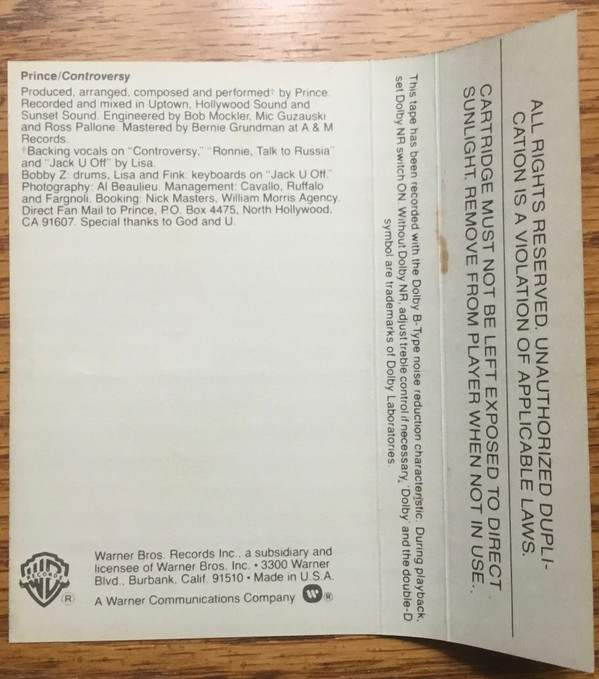 Prince/Controversy
Produced, arranged, composed and performed† by Prince.
Recorded and mixed in Uptown, Hollywood Sound and
Sunset Sound. Engineered by Bob Mockler, Mic Guzauski
and Ross Pallone. Mastered by Bernie Grundman at A & M
Records.
†Backing vocals on "Controversy," "Ronnie, Talk to Russia"
and "Jack U Off" by Lisa.
Bobby Z: drums, Lisa and Fink: keyboards on "Jack U Off."
Photography: Al Beaulieu. Management: Cavallo, Ruffalo
and Fargnoli. Booking: Nick Masters, William Morris Agency.
Direct Fan Mail to Prince, P.O. Box 4475, North Hollywood,
CA 91607. Special thanks to God and U.
WB
RECORDS
®
Warner Bros. Records Inc., a subsidiary and
licensee of Warner Bros. Inc. • 3300 Warner
Blvd., Burbank, Calif. 91510 • Made in U.S.A.
A Warner Communications Company ®
This tape has been recorded with the Dolby B-Type noise reduction characteristic. During playback,
set Dolby NR switch ON. Without Dolby NR, adjust treble control if necessary. 'Dolby' and the double-D
symbol are trademarks of Dolby Laboratories.
ALL RIGHTS RESERVED. UNAUTHORIZED DUPLI-
CATION IS A VIOLATION OF APPLICABLE LAWS.
CARTRIDGE MUST NOT BE LEFT EXPOSED TO DIRECT
SUNLIGHT. REMOVE FROM PLAYER WHEN NOT IN USE.